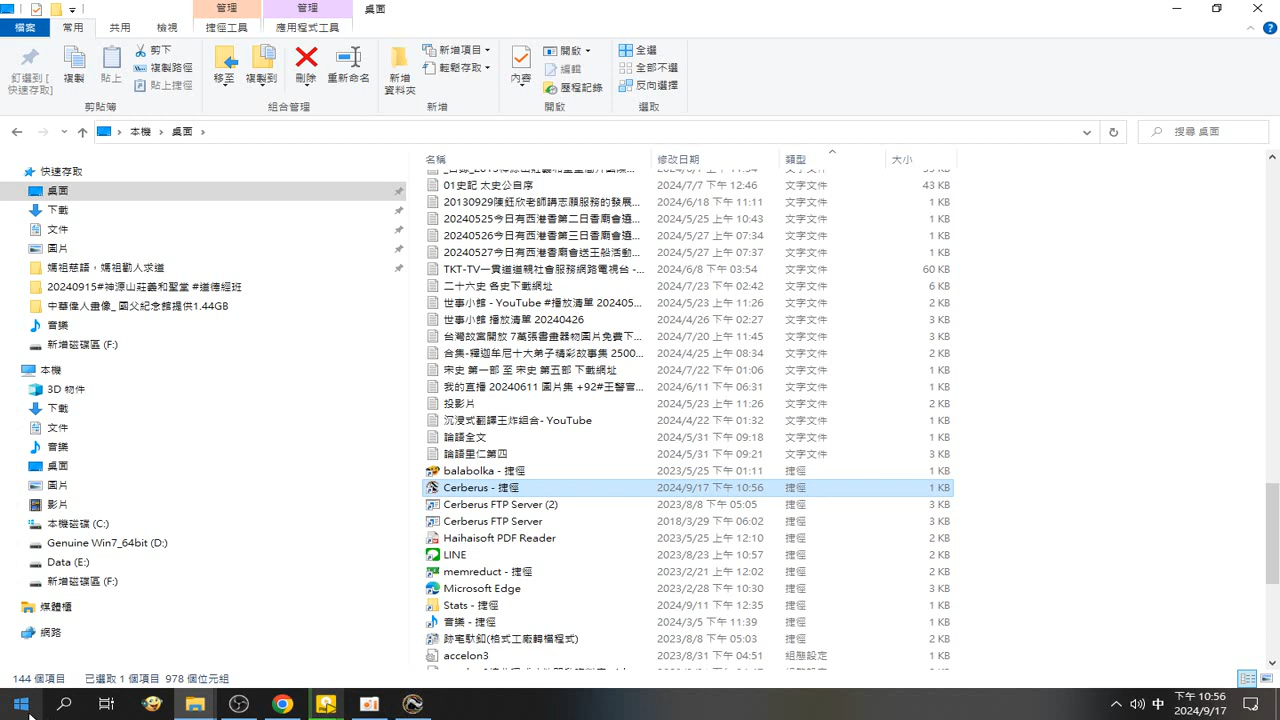 管理 管理 桌面
檔案 常用 共用 檢視 捷徑工具 應用程式工具
釘選到 [快速存取]
複製
貼上
剪下
複製路徑
貼上捷徑
剪貼簿
移至
複製到
刪除
重新命名
組合管理
新增資料夾
新增項目
輕鬆存取
新增
內容
開啟
編輯
歷程記錄
開啟
全選
全部不選
反向選擇
選取
本機 桌面
搜尋 桌面
快速存取
桌面
下載
文件
圖片
媽祖慈語，媽祖勸人求道
20240915#神源山莊義和聖堂 #道德經班
中華偉人畫像_ 國父紀念館提供1.44GB
音樂
新增磁碟區 (F:)
本機
3D 物件
下載
文件
音樂
桌面
圖片
影片
本機磁碟 (C:)
Genuine Win7_64bit (D:)
Data (E:)
新增磁碟區 (F:)
媒體櫃
網路
名稱 修改日期 類型 大小
01史記 太史公自序 2024/7/7 下午 12:46 文字文件 43 KB
20130929陳鈺欣老師講志願服務的發展... 2024/6/18 下午 11:11 文字文件 1 KB
20240525今日有西港香第二日香廟會遶... 2024/5/25 上午 10:43 文字文件 1 KB
20240526今日有西港香第三日香廟會遶... 2024/5/27 上午 07:34 文字文件 1 KB
20240527今日有西港香廟會送王船活動... 2024/5/27 上午 07:37 文字文件 1 KB
TKT-TV一貫道道親社會服務網路電視台 -... 2024/6/8 下午 03:54 文字文件 60 KB
二十六史 各史下載網址 2024/7/23 上午 02:42 文字文件 6 KB
世事小館 - YouTube #播放清單 202405... 2024/5/23 上午 11:26 文字文件 2 KB
世事小館 播放清單 20240426 2024/4/26 上午 02:27 文字文件 3 KB
台灣故宮開放 7萬張書畫器物圖片免費下... 2024/7/20 上午 11:45 文字文件 3 KB
合集-釋迦牟尼十大弟子精彩故事集 2500... 2024/4/25 上午 08:34 文字文件 2 KB
宋史 第一部 至 宋史 第五部 下載網址 2024/7/22 上午 01:06 文字文件 4 KB
我的直播 20240611 圖片集 +92#王醫官... 2024/6/11 下午 06:31 文字文件 3 KB
投影片 2024/5/23 上午 11:26 文字文件 2 KB
沉浸式翻譯王炸組合- YouTube 2024/4/22 下午 01:32 文字文件 1 KB
論語全文 2024/5/31 下午 09:18 文字文件 1 KB
論語里仁第四 2024/5/31 下午 09:21 文字文件 3 KB
balabolka - 捷徑 2023/5/25 下午 01:11 捷徑 1 KB
Cerberus - 捷徑 2024/9/17 下午 10:56 捷徑 1 KB
Cerberus FTP Server (2) 2023/8/8 下午 05:05 捷徑 3 KB
Cerberus FTP Server 2018/3/29 下午 06:02 捷徑 3 KB
Haihaisoft PDF Reader 2023/5/25 下午 12:10 捷徑 2 KB
LINE 2023/8/23 上午 10:57 捷徑 2 KB
memreduct - 捷徑 2023/2/21 上午 12:02 捷徑 2 KB
Microsoft Edge 2023/2/28 下午 10:30 捷徑 3 KB
Stats - 捷徑 2024/9/11 下午 12:35 捷徑 1 KB
音樂 - 捷徑 2024/3/5 下午 11:39 捷徑 1 KB
(格式工廠轉檔程式) 2023/8/8 下午 05:03 捷徑 2 KB
accelon3 2023/8/31 下午 04:51 組態設定 1 KB
144 個項目 已選取 1 個項目 978 個位元組
中 下午 10:56
2024/9/17